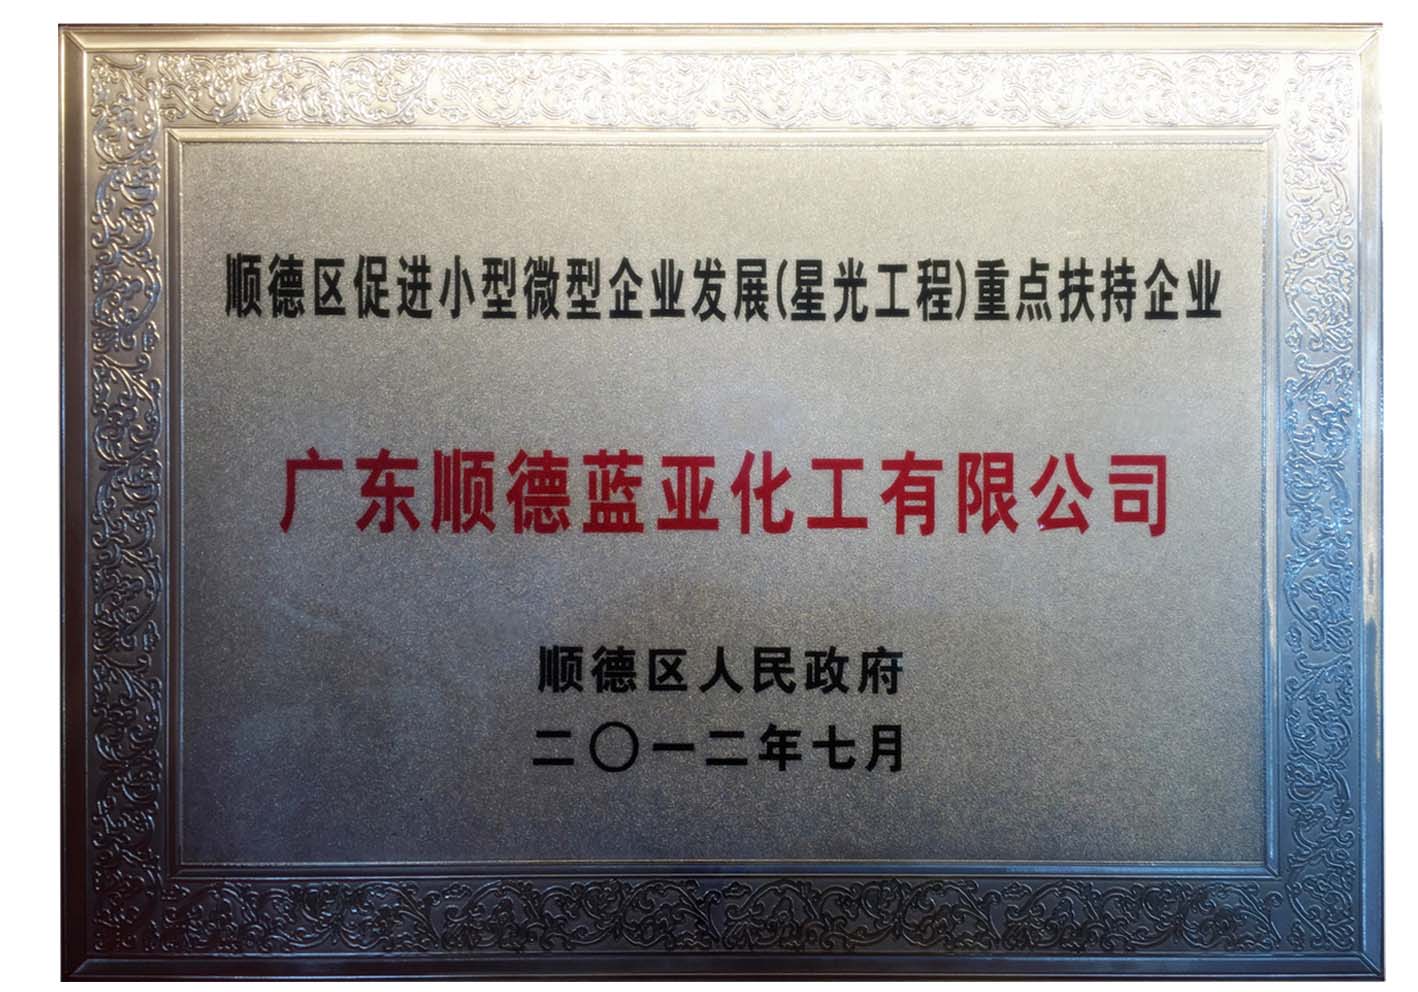 顺德区促进小型微型企业发展(星光工程)重点扶持企业
广东顺德蓝亚化工有限公司
顺德区人民政府
二〇一二年七月